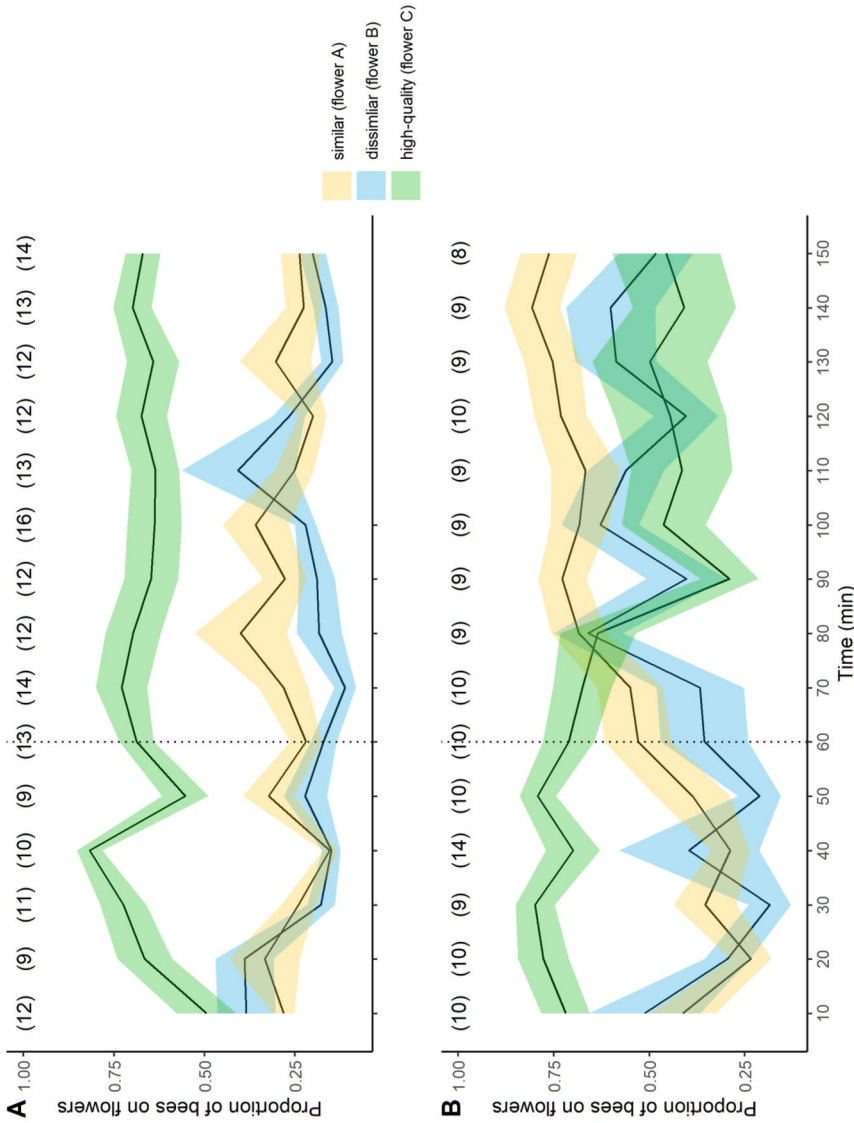 A
(12) (9) (11) (10) (9) (13) (14) (12) (12) (16) (13) (12) (12) (13) (14)
1.00
0.75
0.50
0.25
Proportion of bees on flowers
similar (flower A)
dissimliar (flower B)
high-quality (flower C)
B
(10) (10) (9) (14) (10) (10) (10) (9) (9) (9) (9) (10) (9) (9) (8)
1.00
0.75
0.50
0.25
Proportion of bees on flowers
10 20 30 40 50 60 70 80 90 100 110 120 130 140 150
Time (min)